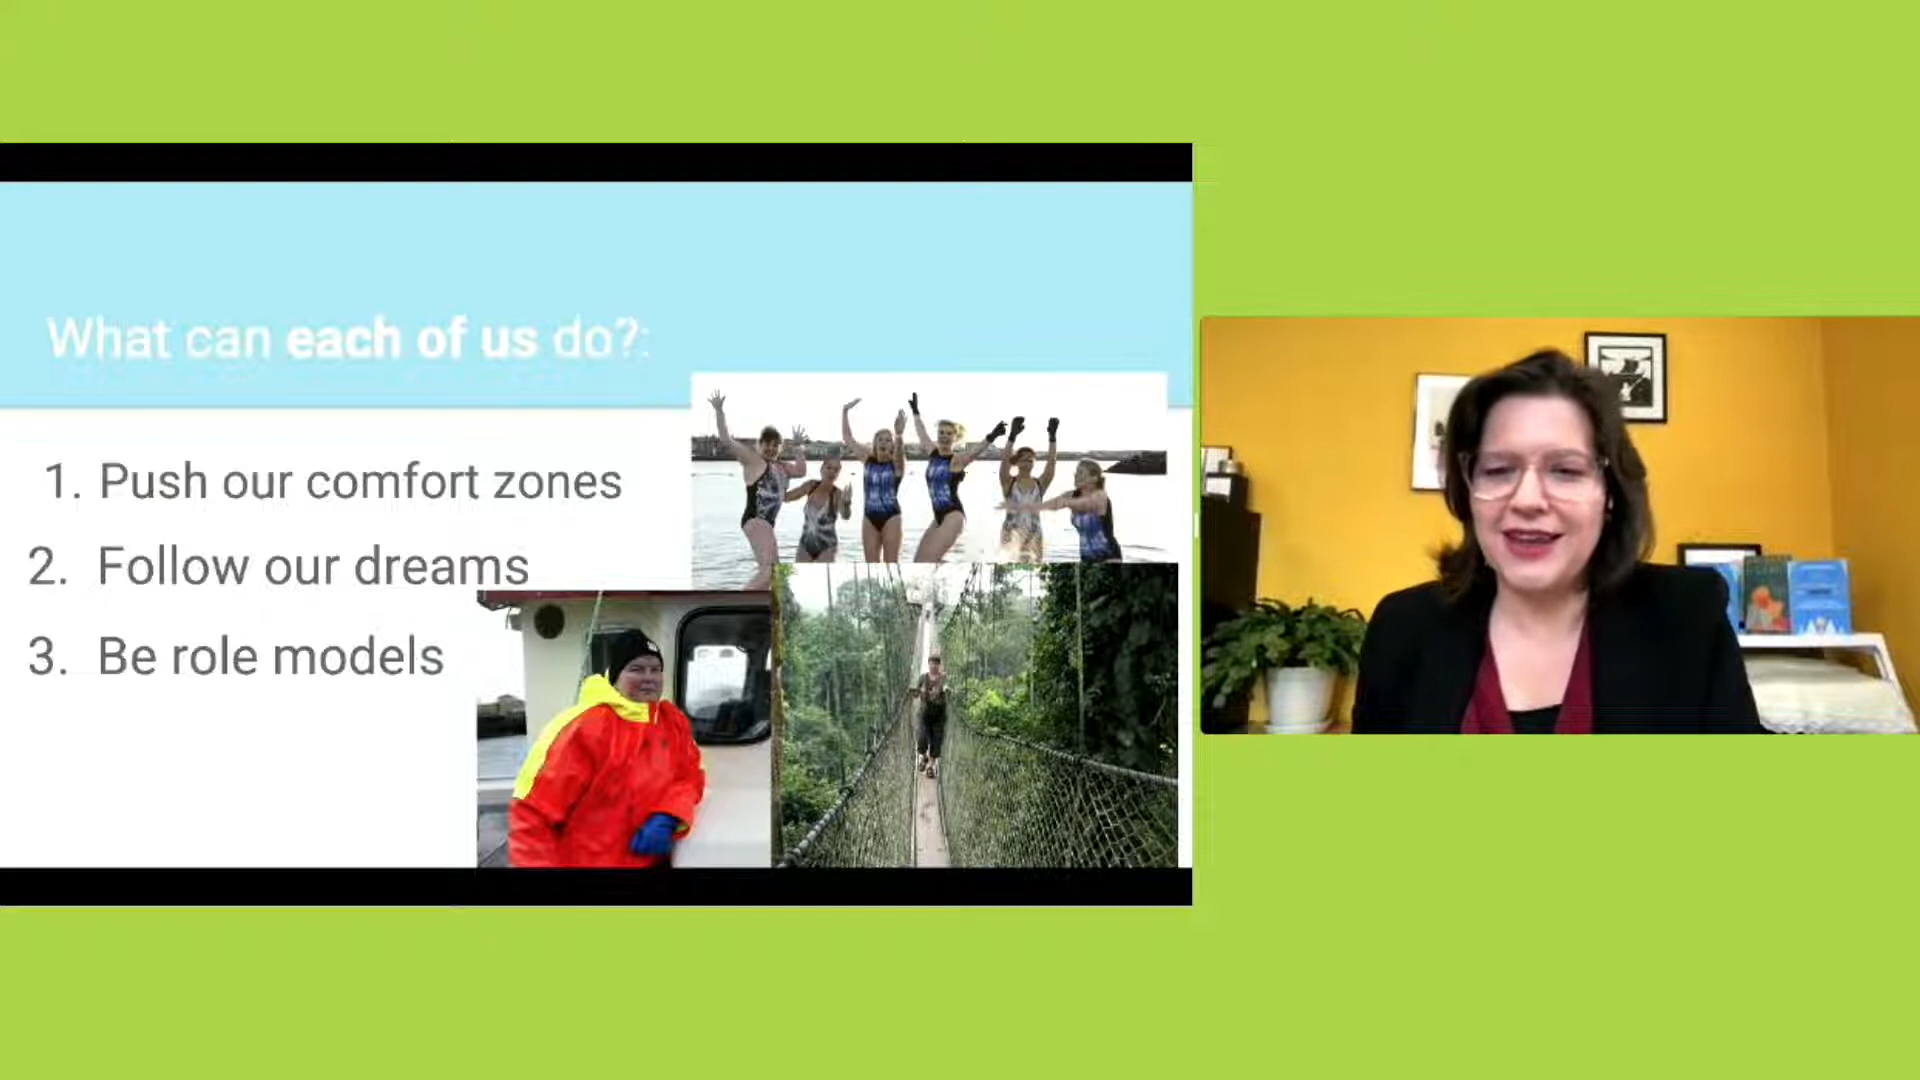 What can each of us do?:
1. Push our comfort zones
2. Follow our dreams
3. Be role models